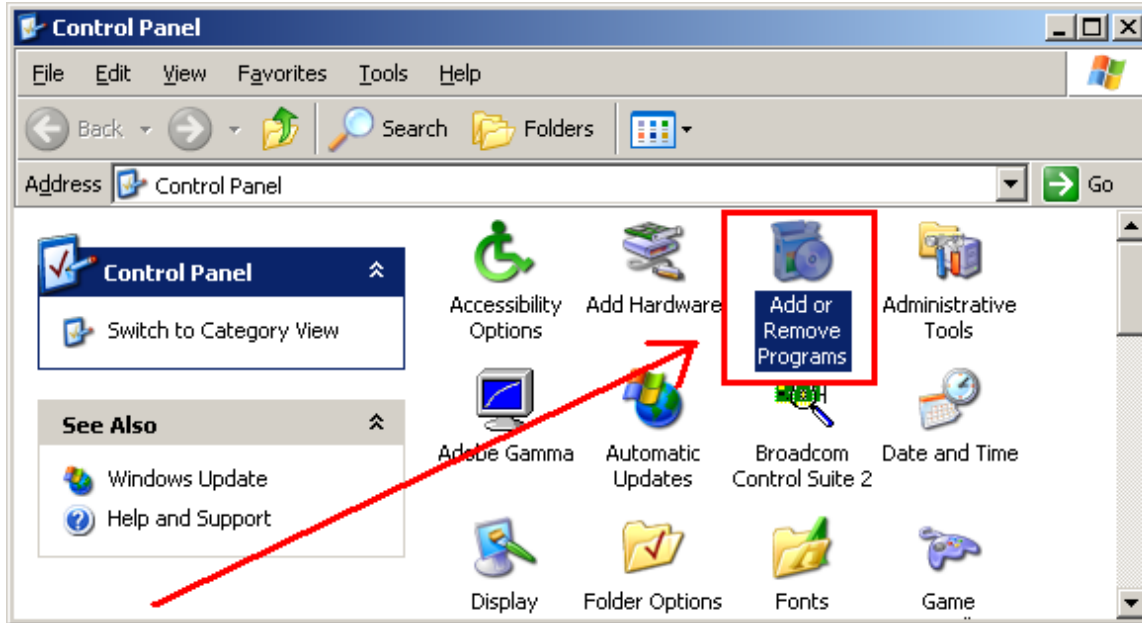 Control Panel
File Edit View Favorites Tools Help
Back Search Folders
Address Control Panel Go
Control Panel
Switch to Category View
See Also
Windows Update
Help and Support
Accessibility
Options
Add Hardware
Add or
Remove
Programs
Administrative
Tools
Adobe Gamma
Automatic
Updates
Broadcom
Control Suite 2
Date and Time
Display
Folder Options
Fonts
Game